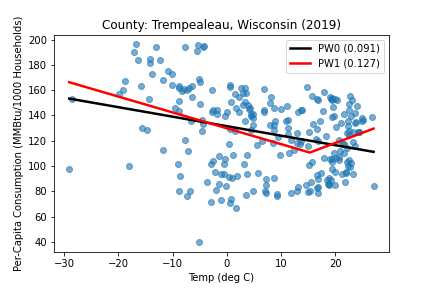 County: Trempealeau, Wisconsin (2019)
PW0 (0.091)
PW1 (0.127)
Per-Capita Consumption (MMBtu/1000 Households)
200
180
160
140
120
100
80
60
40
−30 −20 −10 0 10 20
Temp (deg C)